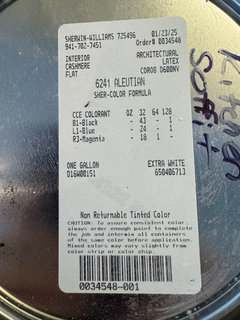 SHERWIN-WILLIAMS 725496 01/23/25
941-702-7451 Order# 0034548
INTERIOR ARCHITECTURAL
CASHMERE LATEX
FLAT COROB D600NV
6241 ALEUTIAN
SHER-COLOR FORMULA
CCE COLORANT OZ 32 64 128
B1-Black - 43 - 1
L1-Blue - 24 - 1
R3-Magenta - 18 1 -
ONE GALLON EXTRA WHITE
D16W00151 650406713
Non Returnable Tinted Color
CAUTION: To assure consistent color,
always order enough paint to complete
the job and intermix all containers
of the same color before application.
Mixed colors may vary slightly from
color strip or color chip.
0034548-001
Kitchen
Soffit